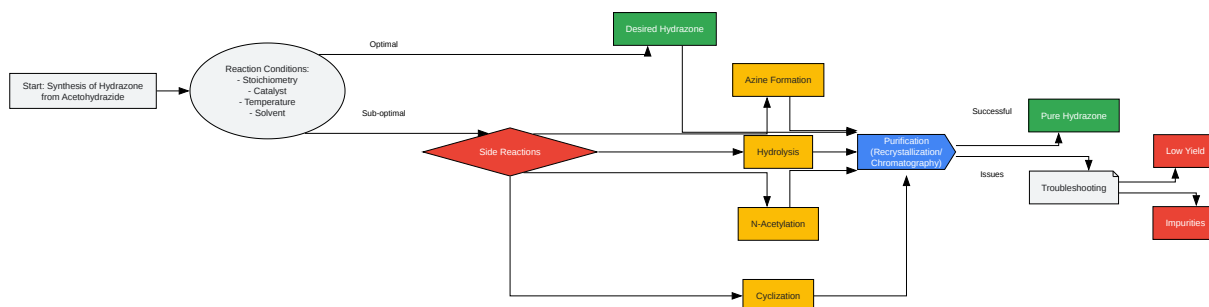 Desired Hydrazone
Optimal
Start: Synthesis of Hydrazone
from Acetohydrazide
Reaction Conditions:
- Stoichiometry
- Catalyst
- Temperature
- Solvent
Sub-optimal
Side Reactions
Azine Formation
Hydrolysis
N-Acetylation
Cyclization
Purification
(Recrystallization/
Chromatography)
Successful
Pure Hydrazone
Issues
Troubleshooting
Low Yield
Impurities